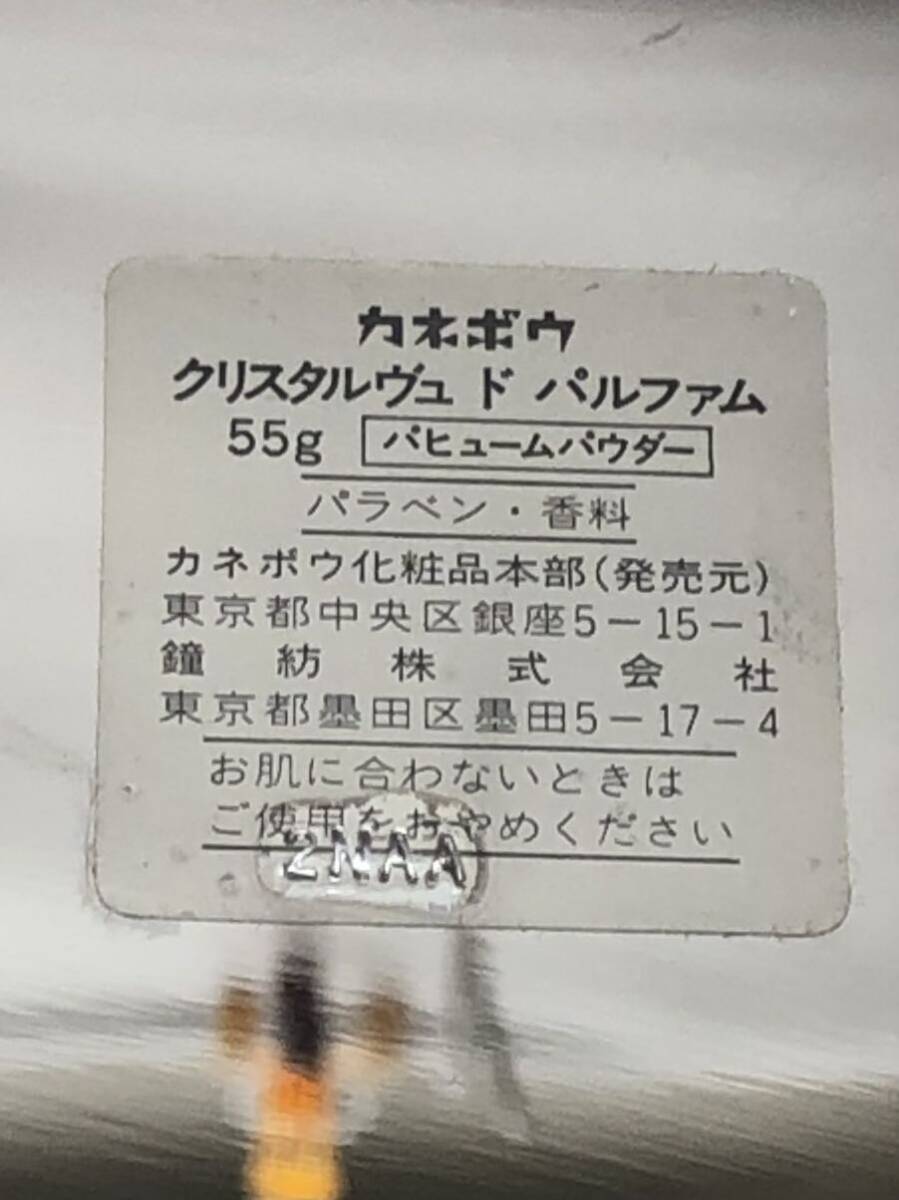 カネボウ
クリスタルヴュ ド パルファム
55g パヒュームパウダー
パラベン・香料
カネボウ化粧品本部(発売元)
東京都中央区銀座5-15-1
鐘紡株式会社
東京都墨田区墨田5-17-4
お肌に合わないときは
ご使用をおやめください
2NAA